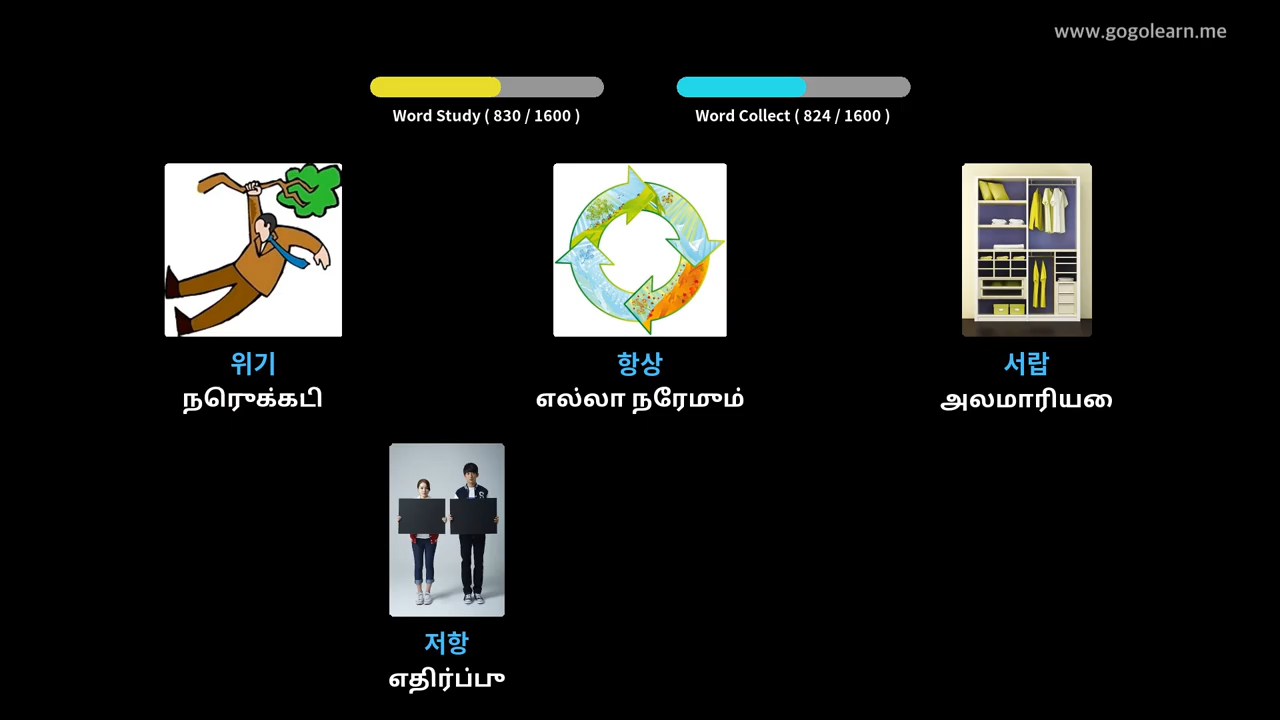 www.gogolearn.me
Word Study ( 830 / 1600 )
Word Collect ( 824 / 1600 )
위기
நெருக்கடி
항상
எல்லா நேரமும்
서랍
அலமாரியை
저항
எதிர்ப்பு